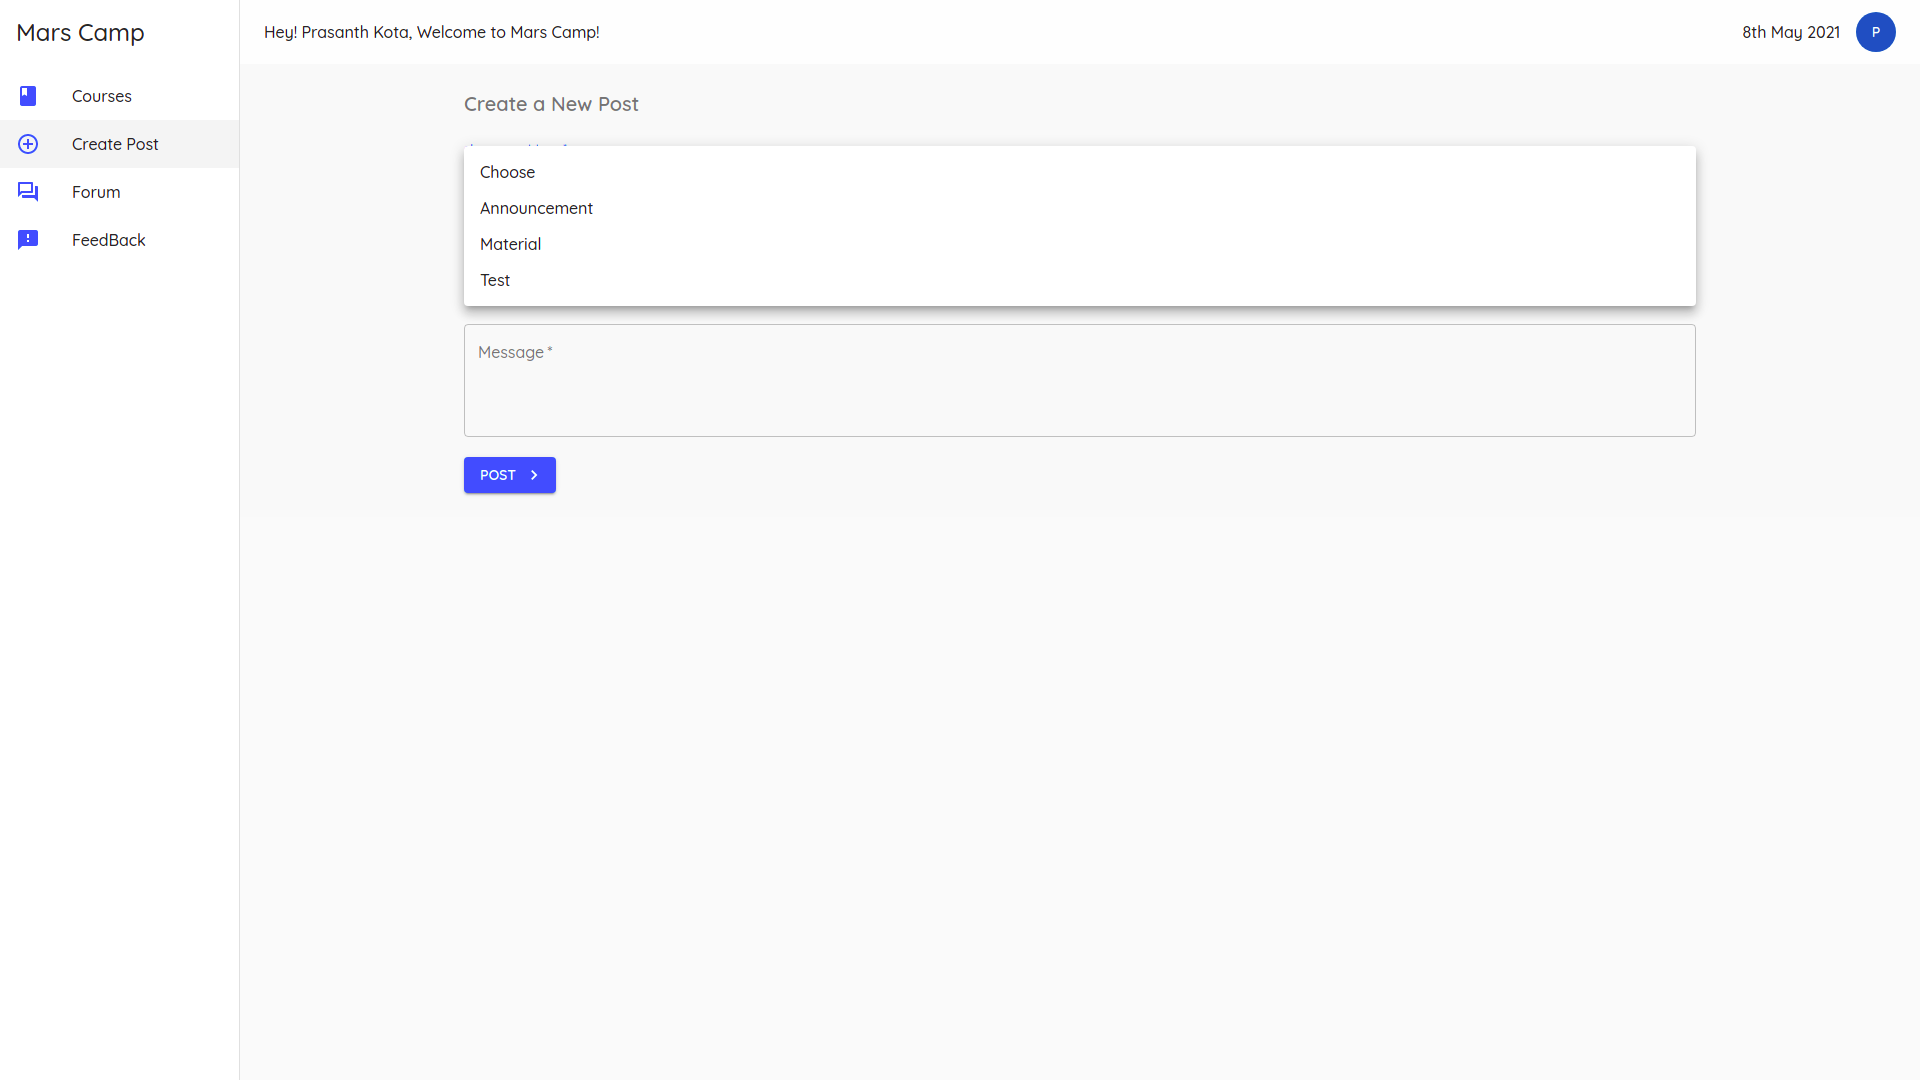 Mars Camp
Hey! Prasanth Kota, Welcome to Mars Camp!
8th May 2021
P
Courses
Create Post
Forum
FeedBack
Create a New Post
Choose
Announcement
Material
Test
Message *
POST